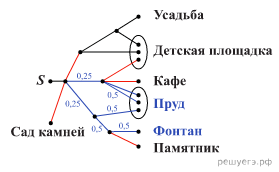 Усадьба
Детская площадка
S
0,25
Кафе
0,5
0,25
0,5
Пруд
Сад камней
0,5
0,5
Фонтан
Памятник
решуегэ.рф